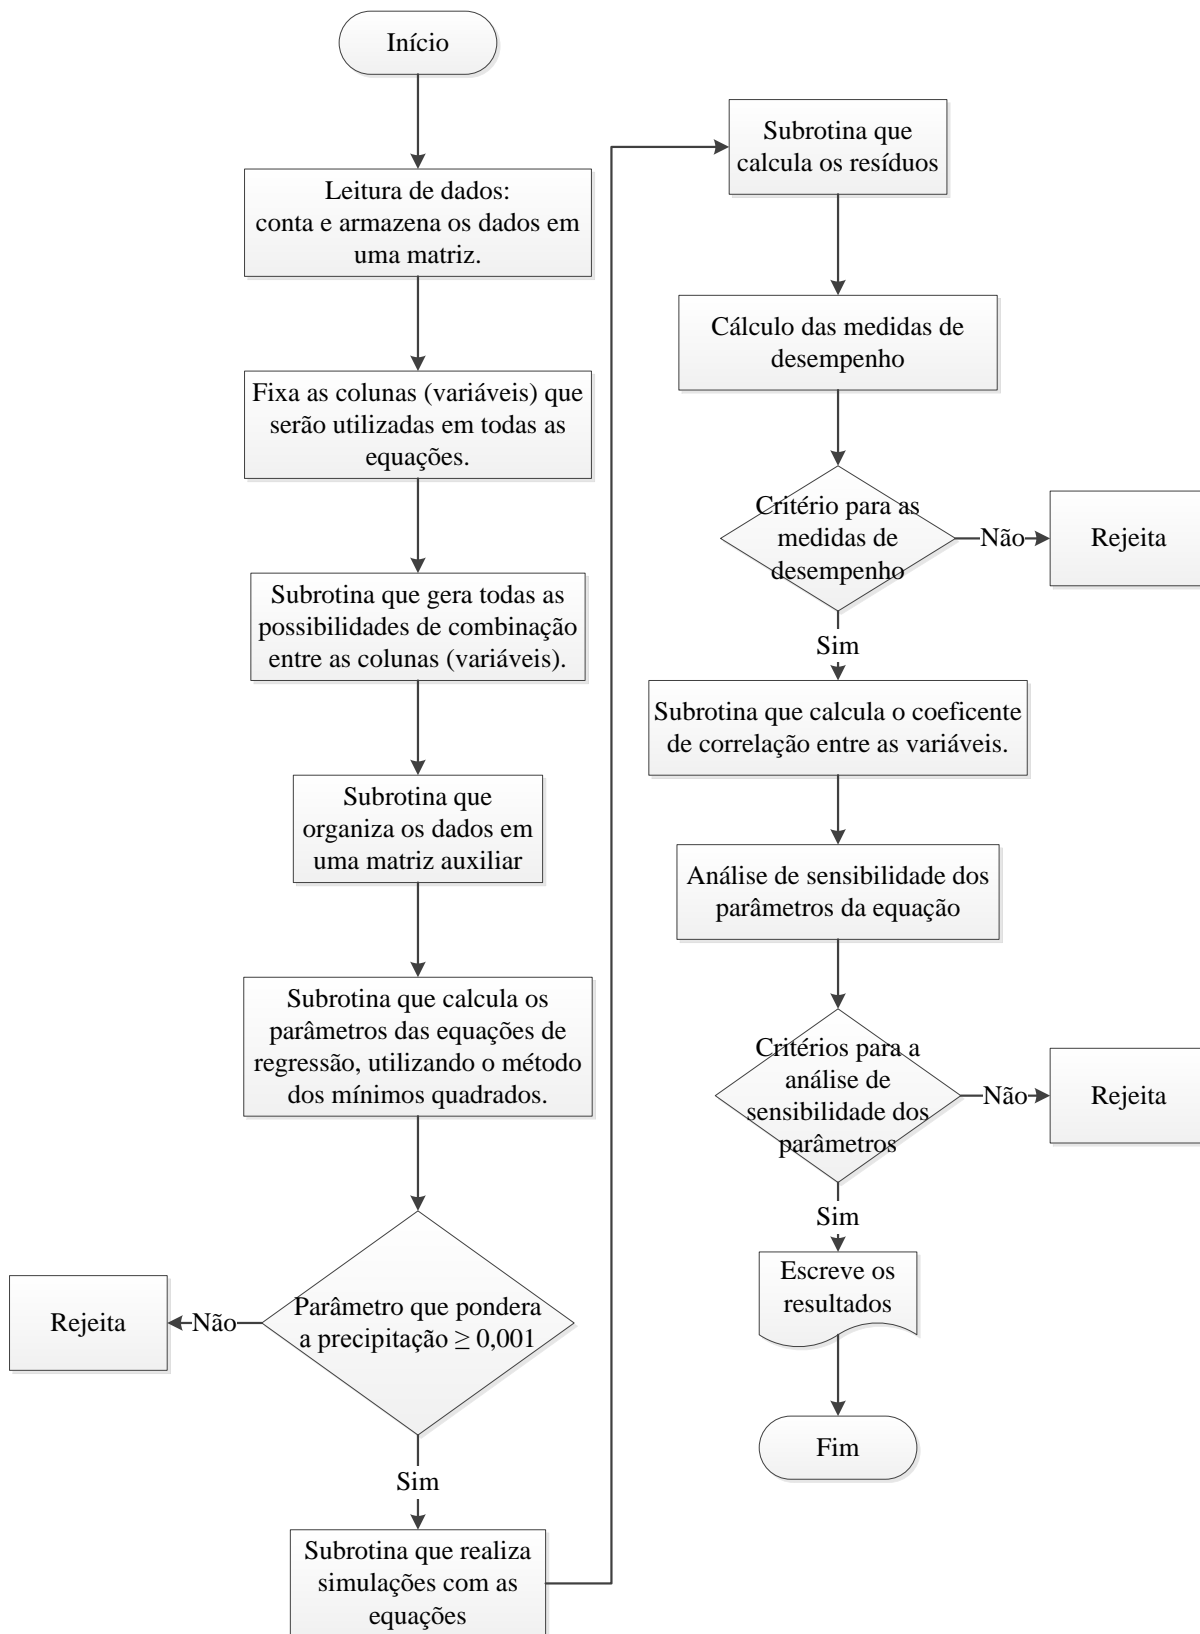 Início
Leitura de dados:
conta e armazena os dados em
uma matriz.
Fixa as colunas (variáveis) que
serão utilizadas em todas as
equações.
Subrotina que gera todas as
possibilidades de combinação
entre as colunas (variáveis).
Subrotina que
organiza os dados em
uma matriz auxiliar
Subrotina que calcula os
parâmetros das equações de
regressão, utilizando o método
dos mínimos quadrados.
Parâmetro que pondera
a precipitação ≥ 0,001
Não
Rejeita
Sim
Subrotina que realiza
simulações com as
equações
Subrotina que
calcula os resíduos
Cálculo das medidas de
desempenho
Critério para as
medidas de
desempenho
Não
Rejeita
Sim
Subrotina que calcula o coeficente
de correlação entre as variáveis.
Análise de sensibilidade dos
parâmetros da equação
Critérios para a
análise de
sensibilidade dos
parâmetros
Não
Rejeita
Sim
Escreve os
resultados
Fim